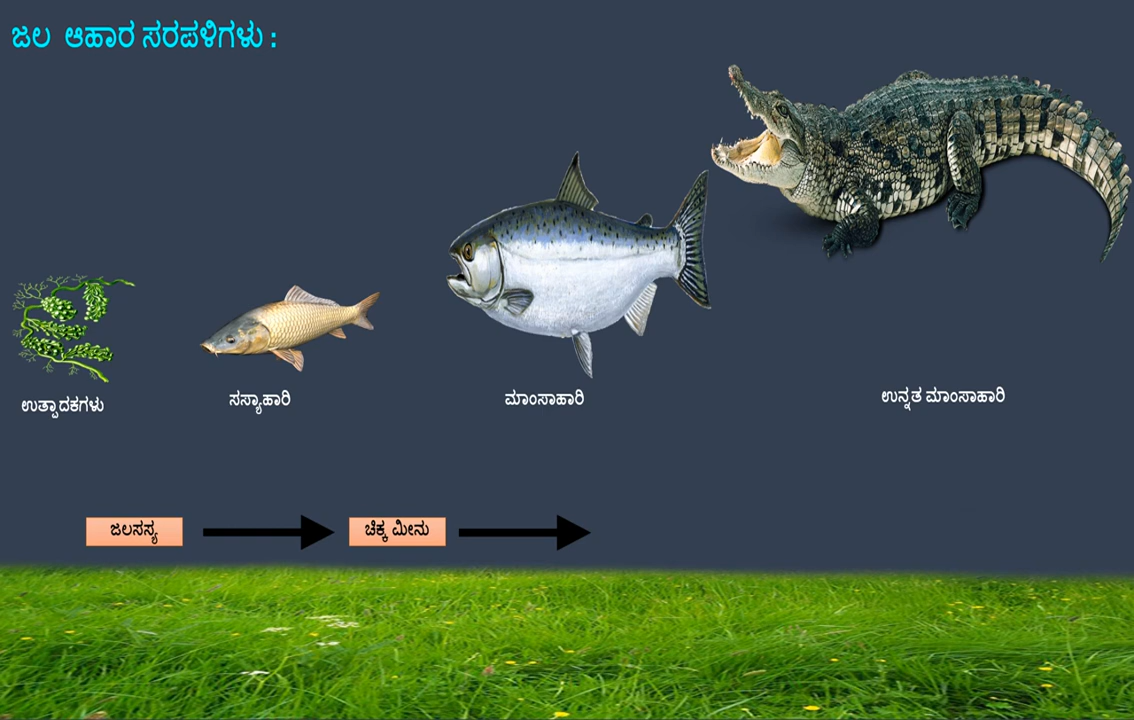 ಜಲ ಆಹಾರ ಸರಪಳಿಗಳು :
ಉತ್ಪಾದಕಗಳು
ಸಸ್ಯಾಹಾರಿ
ಮಾಂಸಾಹಾರಿ
ಉನ್ನತ ಮಾಂಸಾಹಾರಿ
ಜಲಸಸ್ಯ
ಚಿಕ್ಕ ಮೀನು